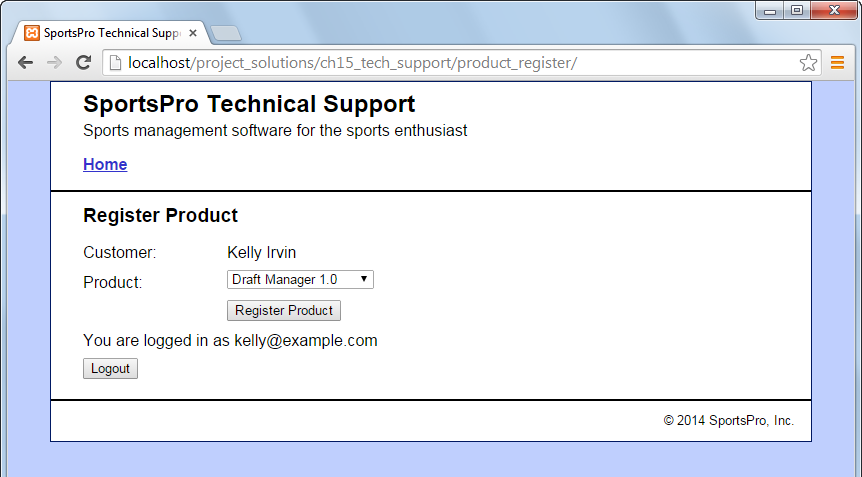 SportsPro Technical Supp
localhost/project_solutions/ch15_tech_support/product_register/
SportsPro Technical Support
Sports management software for the sports enthusiast
Home
Register Product
Customer: Kelly Irvin
Product: Draft Manager 1.0
Register Product
You are logged in as kelly@example.com
Logout
© 2014 SportsPro, Inc.